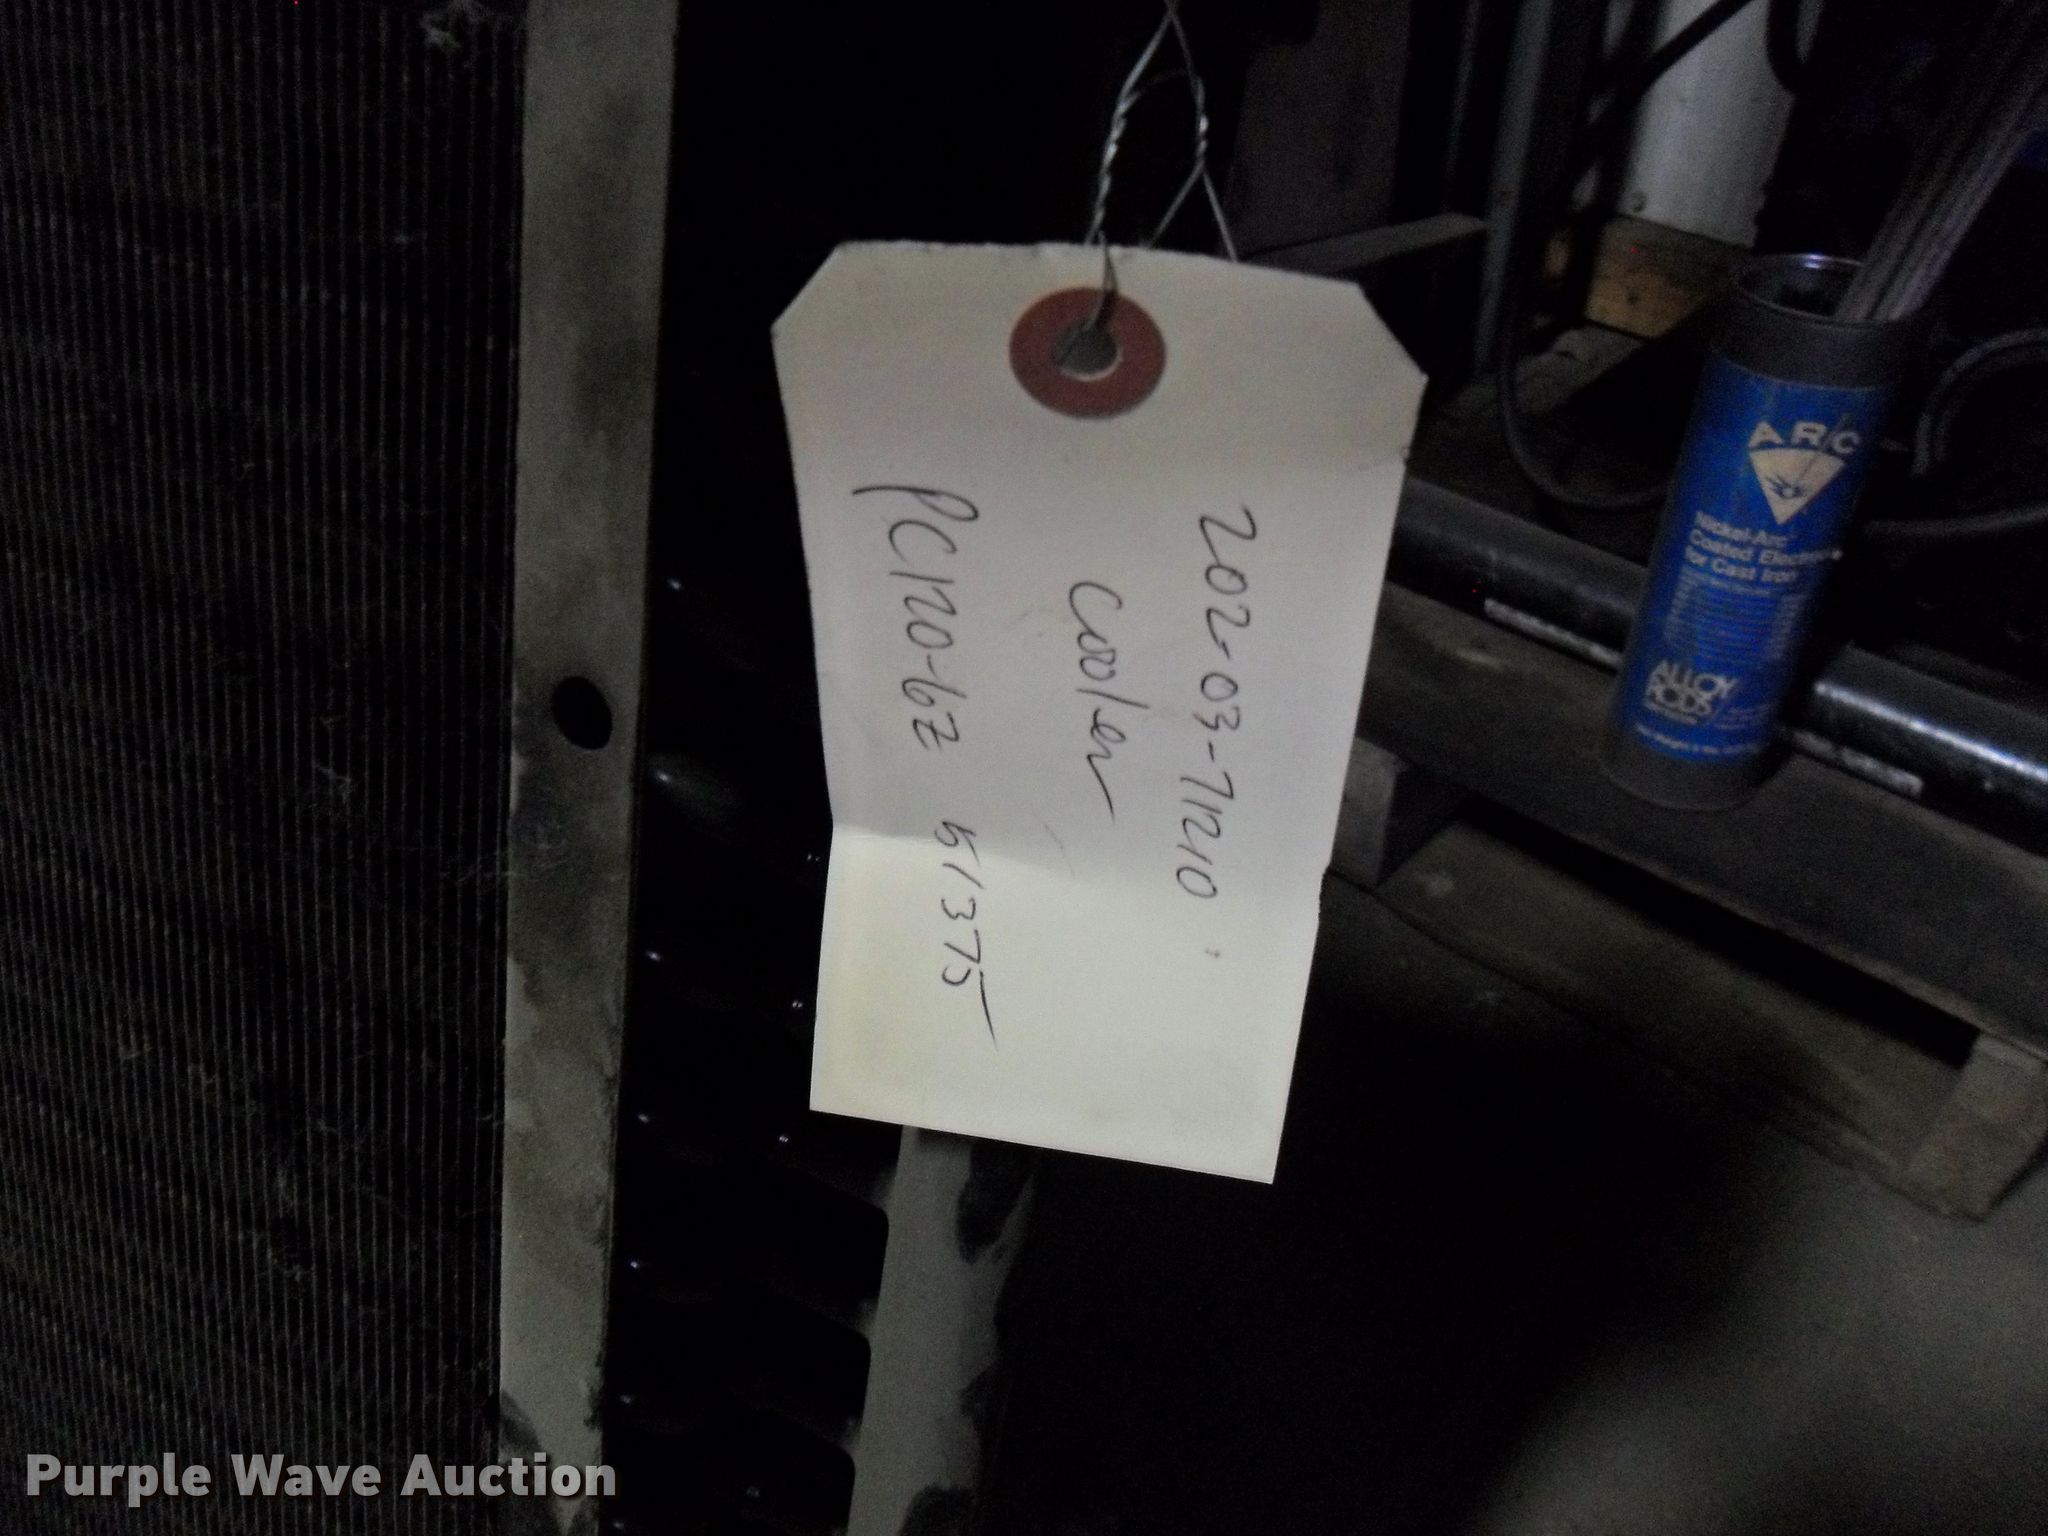 202-03-71210
Cooler
PC120-6Z 51375
ARC
Nickel-Arc
Coated Electrode
for Cast Iron
ALLOY
RODS
Purple Wave Auction